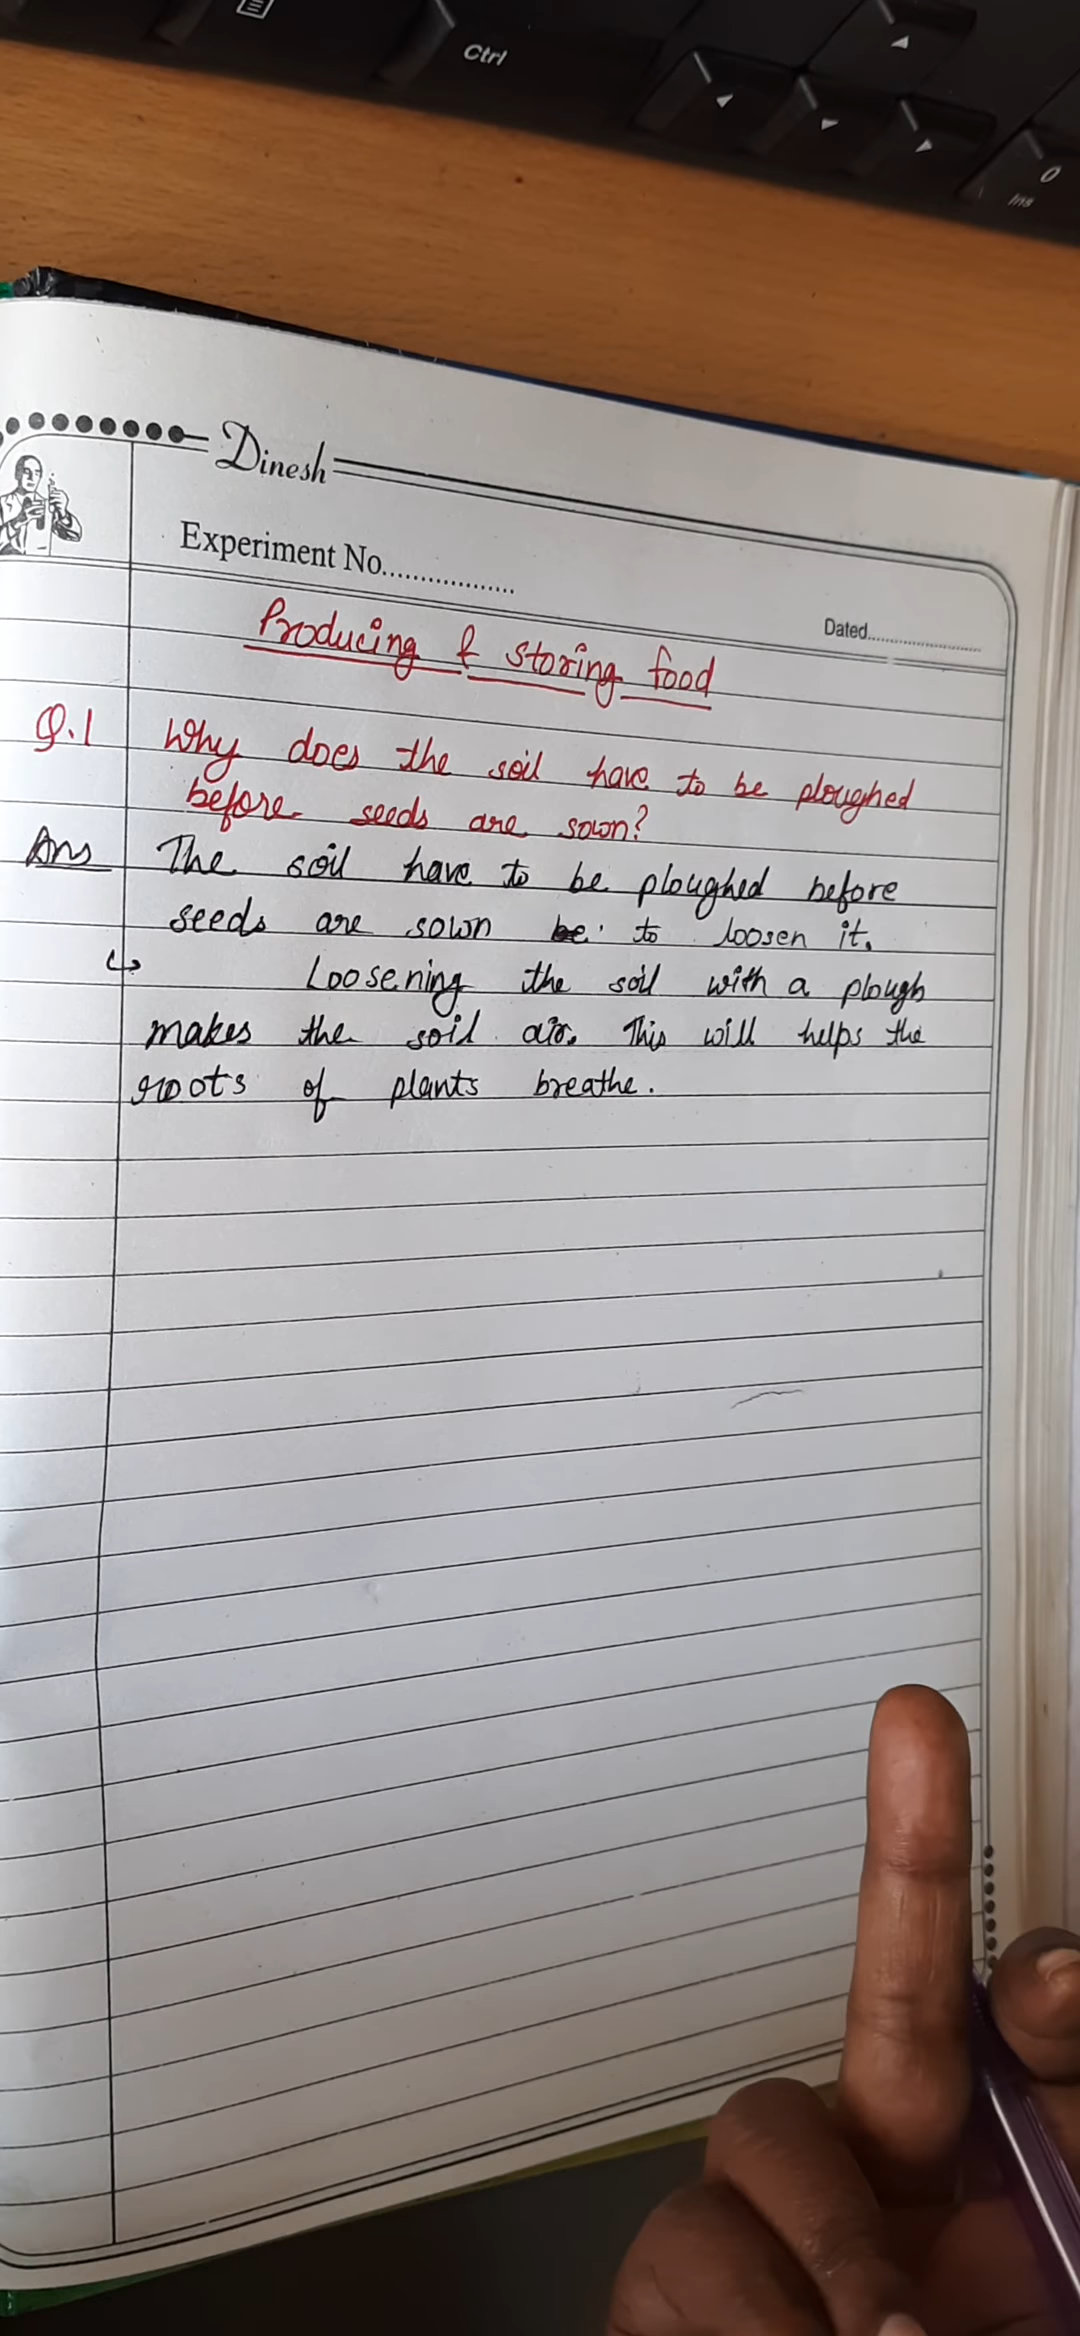 Ctrl
0
Ins
Dinesh
Experiment No..................
Dated..............................
Producing & storing food
Q.1 Why does the soil have to be ploughed
before seeds are sown?
Ans The soil have to be ploughed before
seeds are sown to loosen it.
↳ Loosening the soil with a plough
makes the soil air. This will helps the
roots of plants breathe.